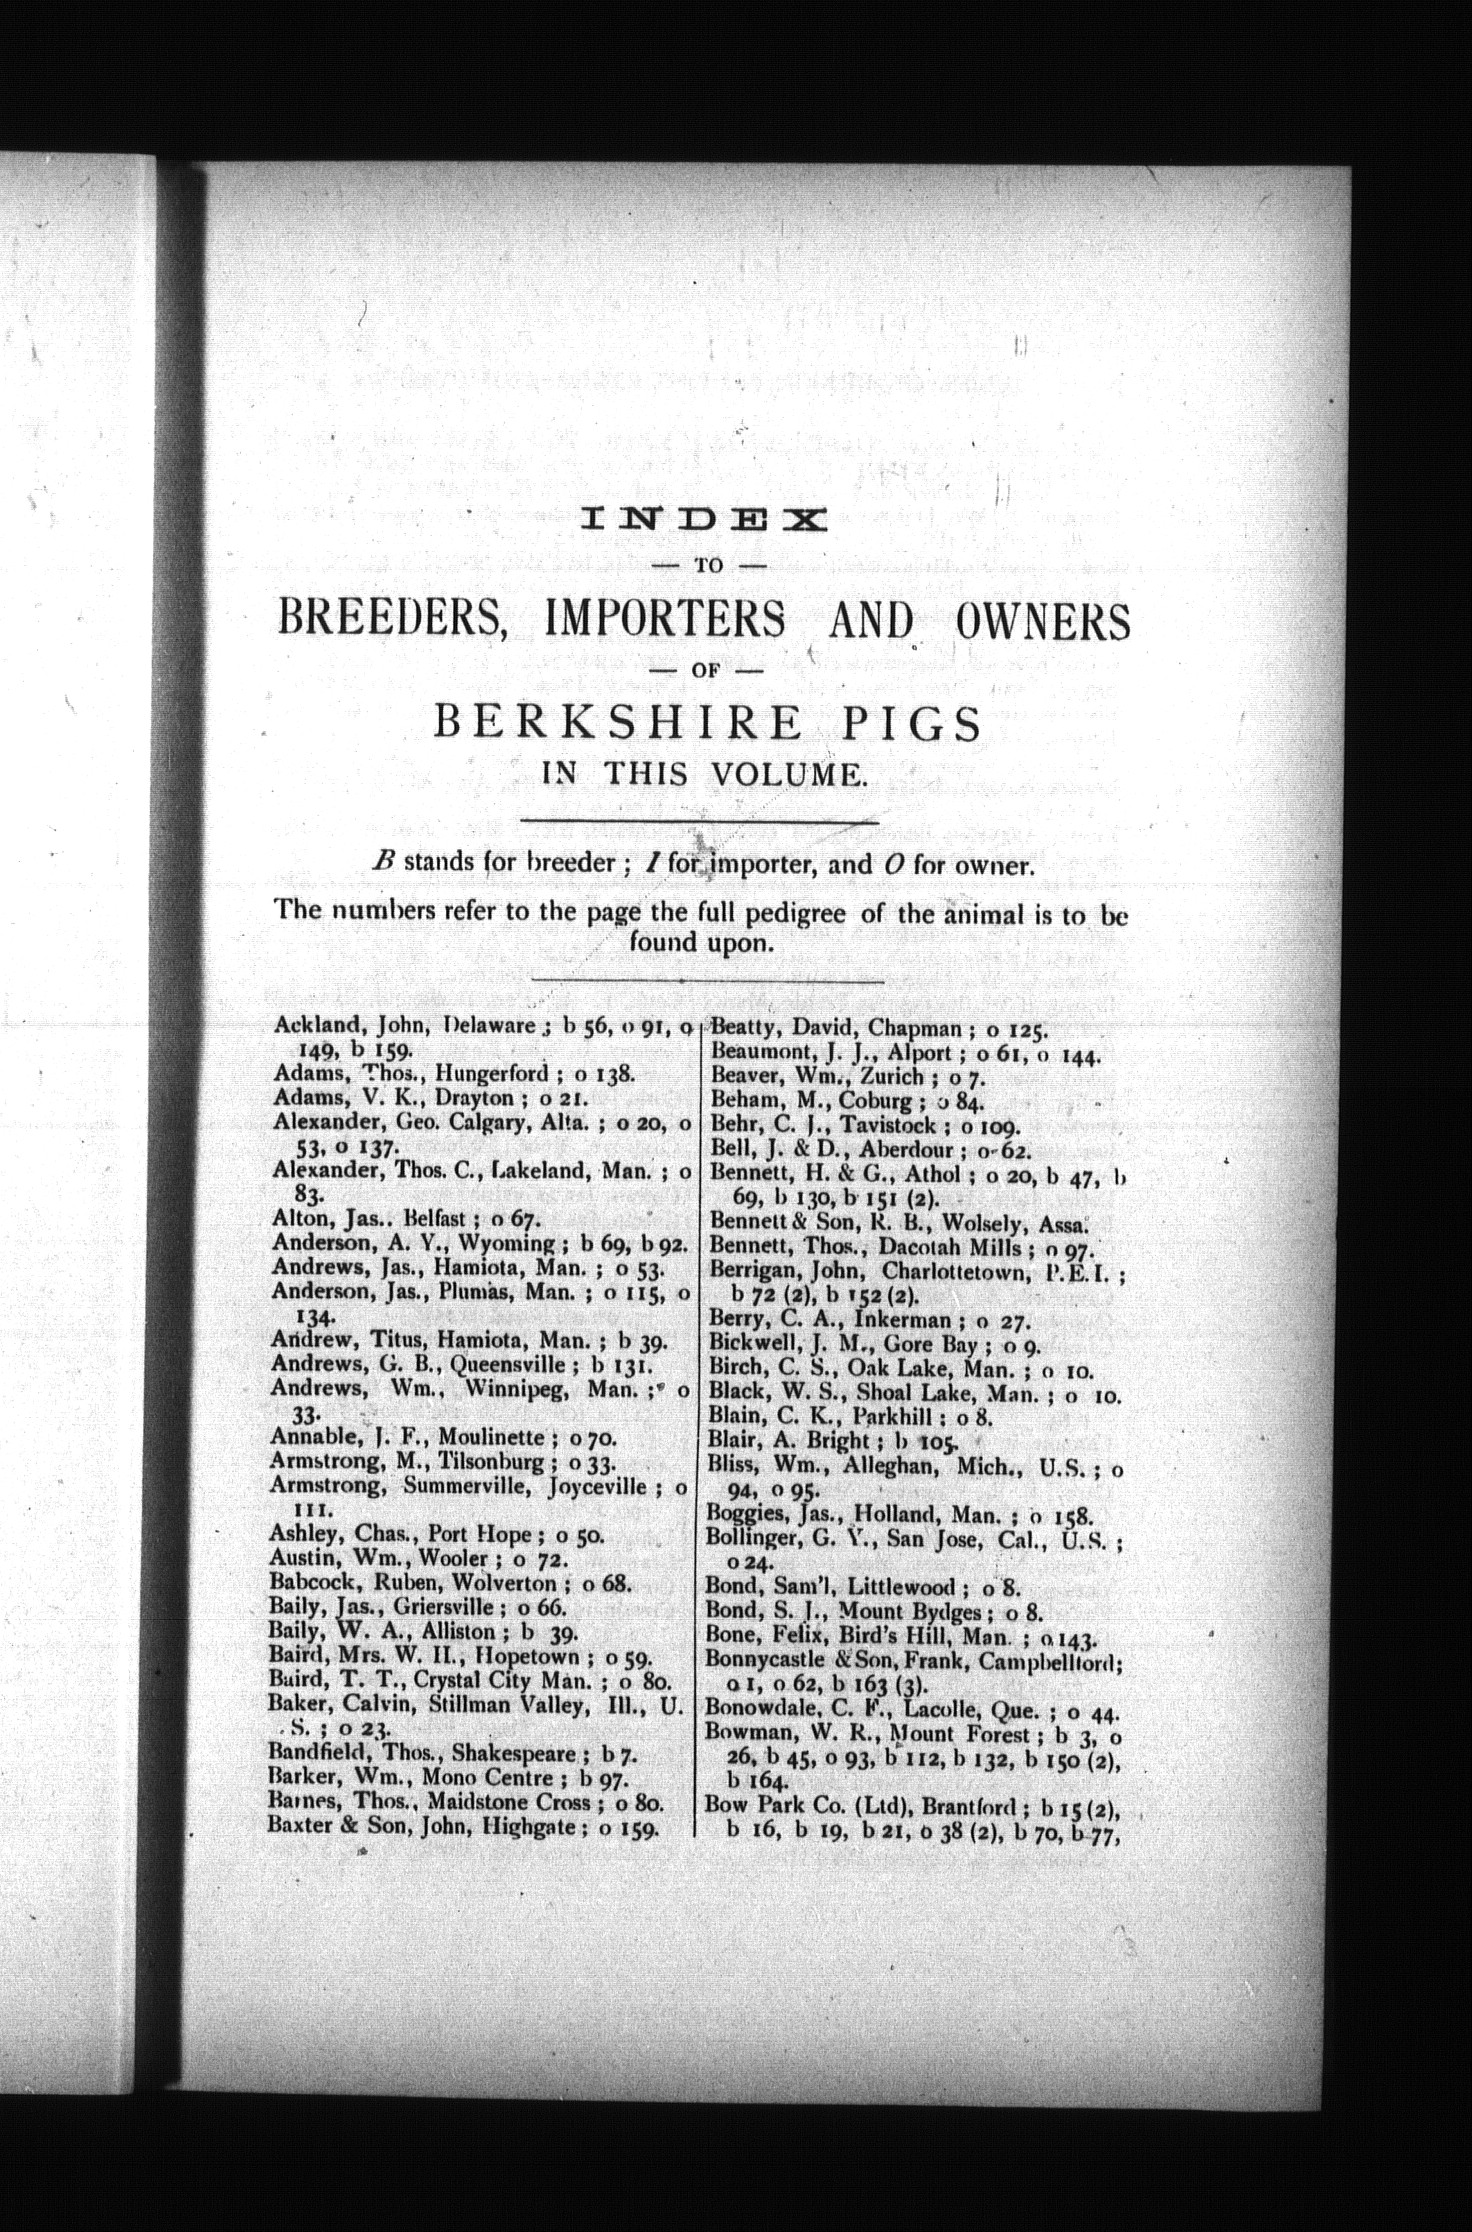 INDEX
— TO —
BREEDERS, IMPORTERS AND OWNERS
— OF —
BERKSHIRE PIGS
IN THIS VOLUME.
B stands for breeder ; I for importer, and O for owner.
The numbers refer to the page the full pedigree of the animal is to be
found upon.
Ackland, John, Delaware ; b 56, o 91, o
149, b 159.
Adams, Thos., Hungerford ; o 138.
Adams, V. K., Drayton ; o 21.
Alexander, Geo. Calgary, Alta. ; o 20, o
53, o 137.
Alexander, Thos. C., Lakeland, Man. ; o
83.
Alton, Jas.. Belfast ; o 67.
Anderson, A. Y., Wyoming ; b 69, b 92.
Andrews, Jas., Hamiota, Man. ; o 53.
Anderson, Jas., Plumas, Man. ; o 115, o
134.
Andrew, Titus, Hamiota, Man. ; b 39.
Andrews, G. B., Queensville ; b 131.
Andrews, Wm., Winnipeg, Man. ; o
33.
Annable, J. F., Moulinette ; o 70.
Armstrong, M., Tilsonburg ; o 33.
Armstrong, Summerville, Joyceville ; o
111.
Ashley, Chas., Port Hope ; o 50.
Austin, Wm., Wooler ; o 72.
Babcock, Ruben, Wolverton ; o 68.
Baily, Jas., Griersville ; o 66.
Baily, W. A., Alliston ; b 39.
Baird, Mrs. W. H., Hopetown ; o 59.
Baird, T. T., Crystal City Man. ; o 80.
Baker, Calvin, Stillman Valley, Ill., U.
S. ; o 23.
Bandfield, Thos., Shakespeare ; b 7.
Barker, Wm., Mono Centre ; b 97.
Barnes, Thos., Maidstone Cross ; o 80.
Baxter & Son, John, Highgate ; o 159.
Beatty, David, Chapman ; o 125.
Beaumont, J. J., Alport ; o 61, o 144.
Beaver, Wm., Zurich ; o 7.
Beham, M., Coburg ; o 84.
Behr, C. J., Tavistock ; o 109.
Bell, J. & D., Aberdour ; o 62.
Bennett, H. & G., Athol ; o 20, b 47, b
69, b 130, b 151 (2).
Bennett & Son, R. B., Wolsely, Assa.
Bennett, Thos., Dacotah Mills ; o 97.
Berrigan, John, Charlottetown, P.E.I. ;
b 72 (2), b 152 (2).
Berry, C. A., Inkerman ; o 27.
Bickwell, J. M., Gore Bay ; o 9.
Birch, C. S., Oak Lake, Man. ; o 10.
Black, W. S., Shoal Lake, Man. ; o 10.
Blain, C. K., Parkhill ; o 8.
Blair, A. Bright ; b 105.
Bliss, Wm., Alleghan, Mich., U.S. ; o
94, o 95.
Boggies, Jas., Holland, Man. ; o 158.
Bollinger, G. Y., San Jose, Cal., U.S. ;
o 24.
Bond, Sam'l, Littlewood ; o 8.
Bond, S. J., Mount Bydges ; o 8.
Bone, Felix, Bird's Hill, Man. ; o 143.
Bonnycastle & Son, Frank, Campbellford;
o 1, o 62, b 163 (3).
Bonowdale, C. F., Lacolle, Que. ; o 44.
Bowman, W. R., Mount Forest ; b 3, o
26, b 45, o 93, b 112, b 132, b 150 (2),
b 164.
Bow Park Co. (Ltd), Brantford ; b 15 (2),
b 16, b 19, b 21, o 38 (2), b 70, b 77,